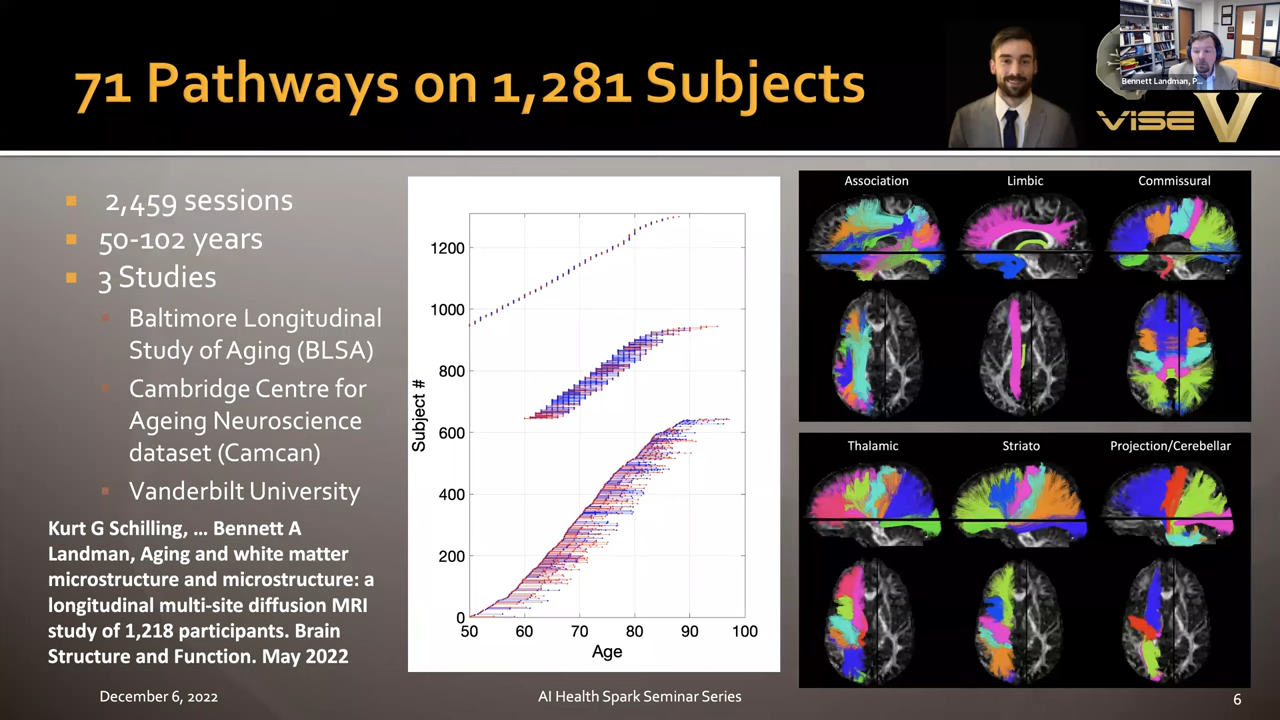 71 Pathways on 1,281 Subjects
Bennett Landman, P...
VISE
V
2,459 sessions
50-102 years
3 Studies
Baltimore Longitudinal
Study of Aging (BLSA)
Cambridge Centre for
Ageing Neuroscience
dataset (Camcan)
Vanderbilt University
Kurt G Schilling, ... Bennett A
Landman, Aging and white matter
microstructure and microstructure: a
longitudinal multi-site diffusion MRI
study of 1,218 participants. Brain
Structure and Function. May 2022
Subject #
1200
1000
800
600
400
200
0
50 60 70 80 90 100
Age
Association Limbic Commissural
Thalamic Striato Projection/Cerebellar
December 6, 2022
AI Health Spark Seminar Series
6